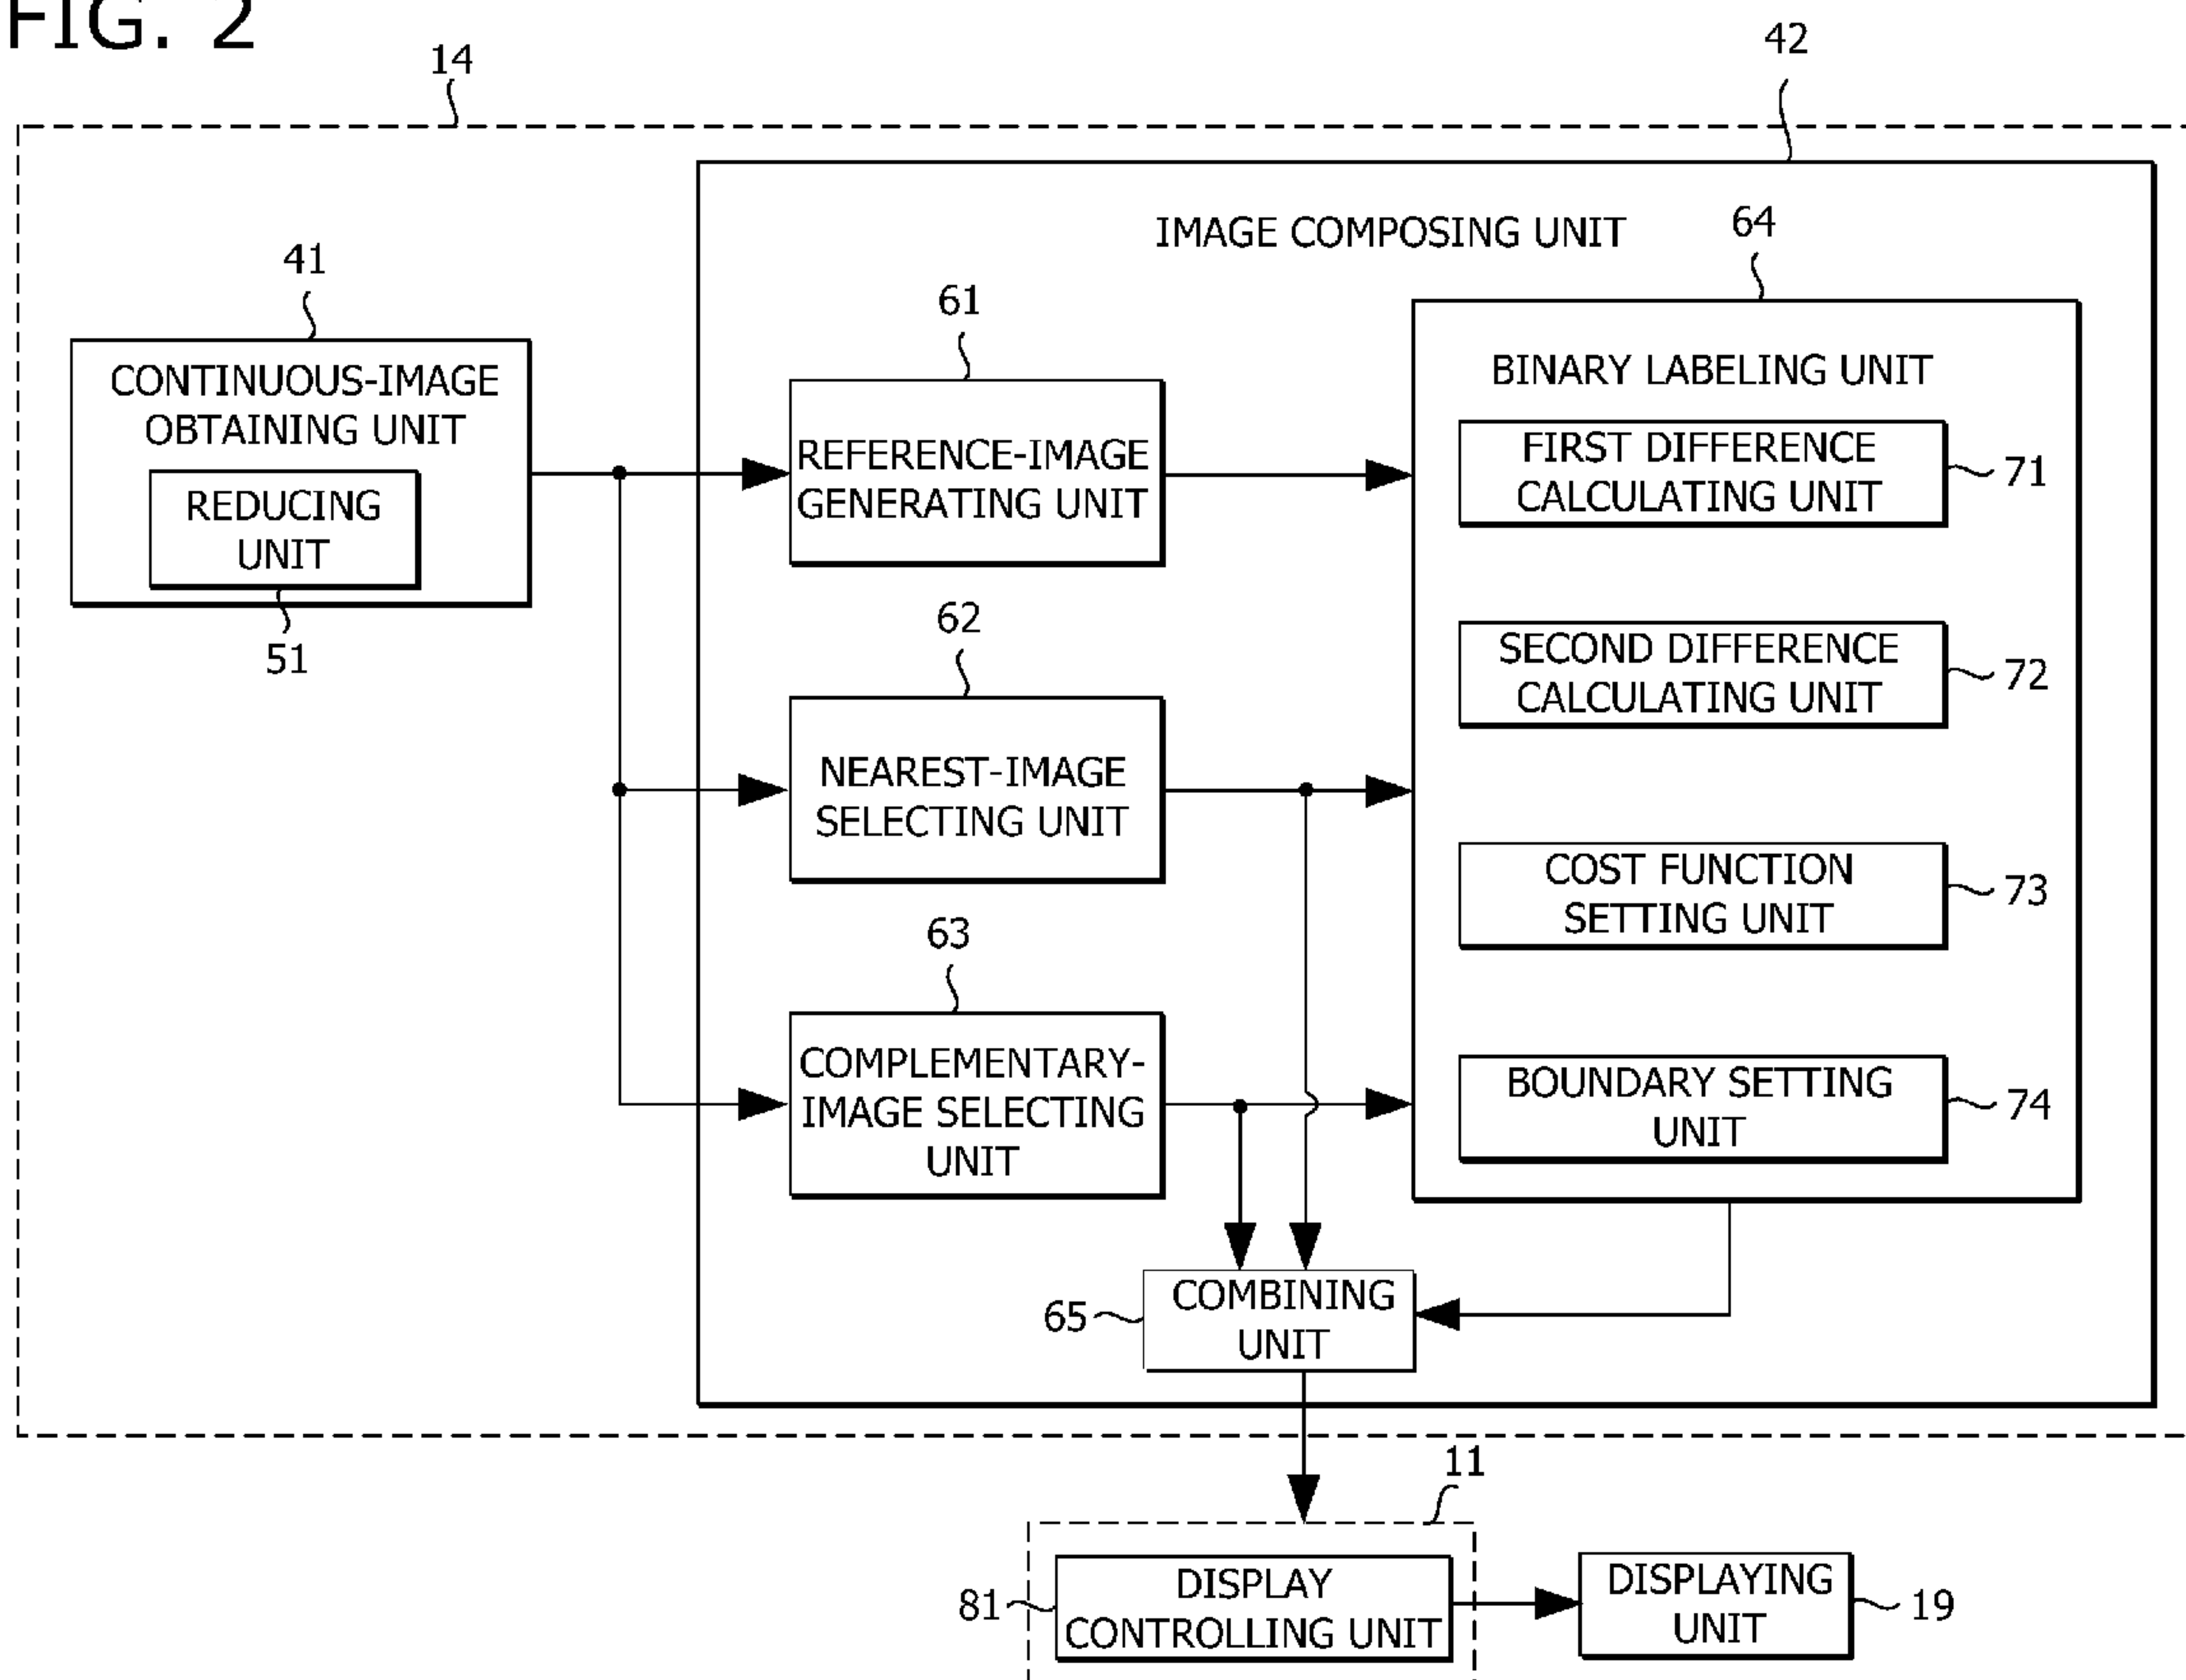 FIG. 2
14
42
IMAGE COMPOSING UNIT
64
41
61
CONTINUOUS-IMAGE
OBTAINING UNIT
REDUCING
UNIT
51
REFERENCE-IMAGE
GENERATING UNIT
BINARY LABELING UNIT
FIRST DIFFERENCE
CALCULATING UNIT
71
62
SECOND DIFFERENCE
CALCULATING UNIT
72
NEAREST-IMAGE
SELECTING UNIT
COST FUNCTION
SETTING UNIT
73
63
COMPLEMENTARY-
IMAGE SELECTING
UNIT
BOUNDARY SETTING
UNIT
74
65
COMBINING
UNIT
11
81
DISPLAY
CONTROLLING UNIT
DISPLAYING
UNIT
19